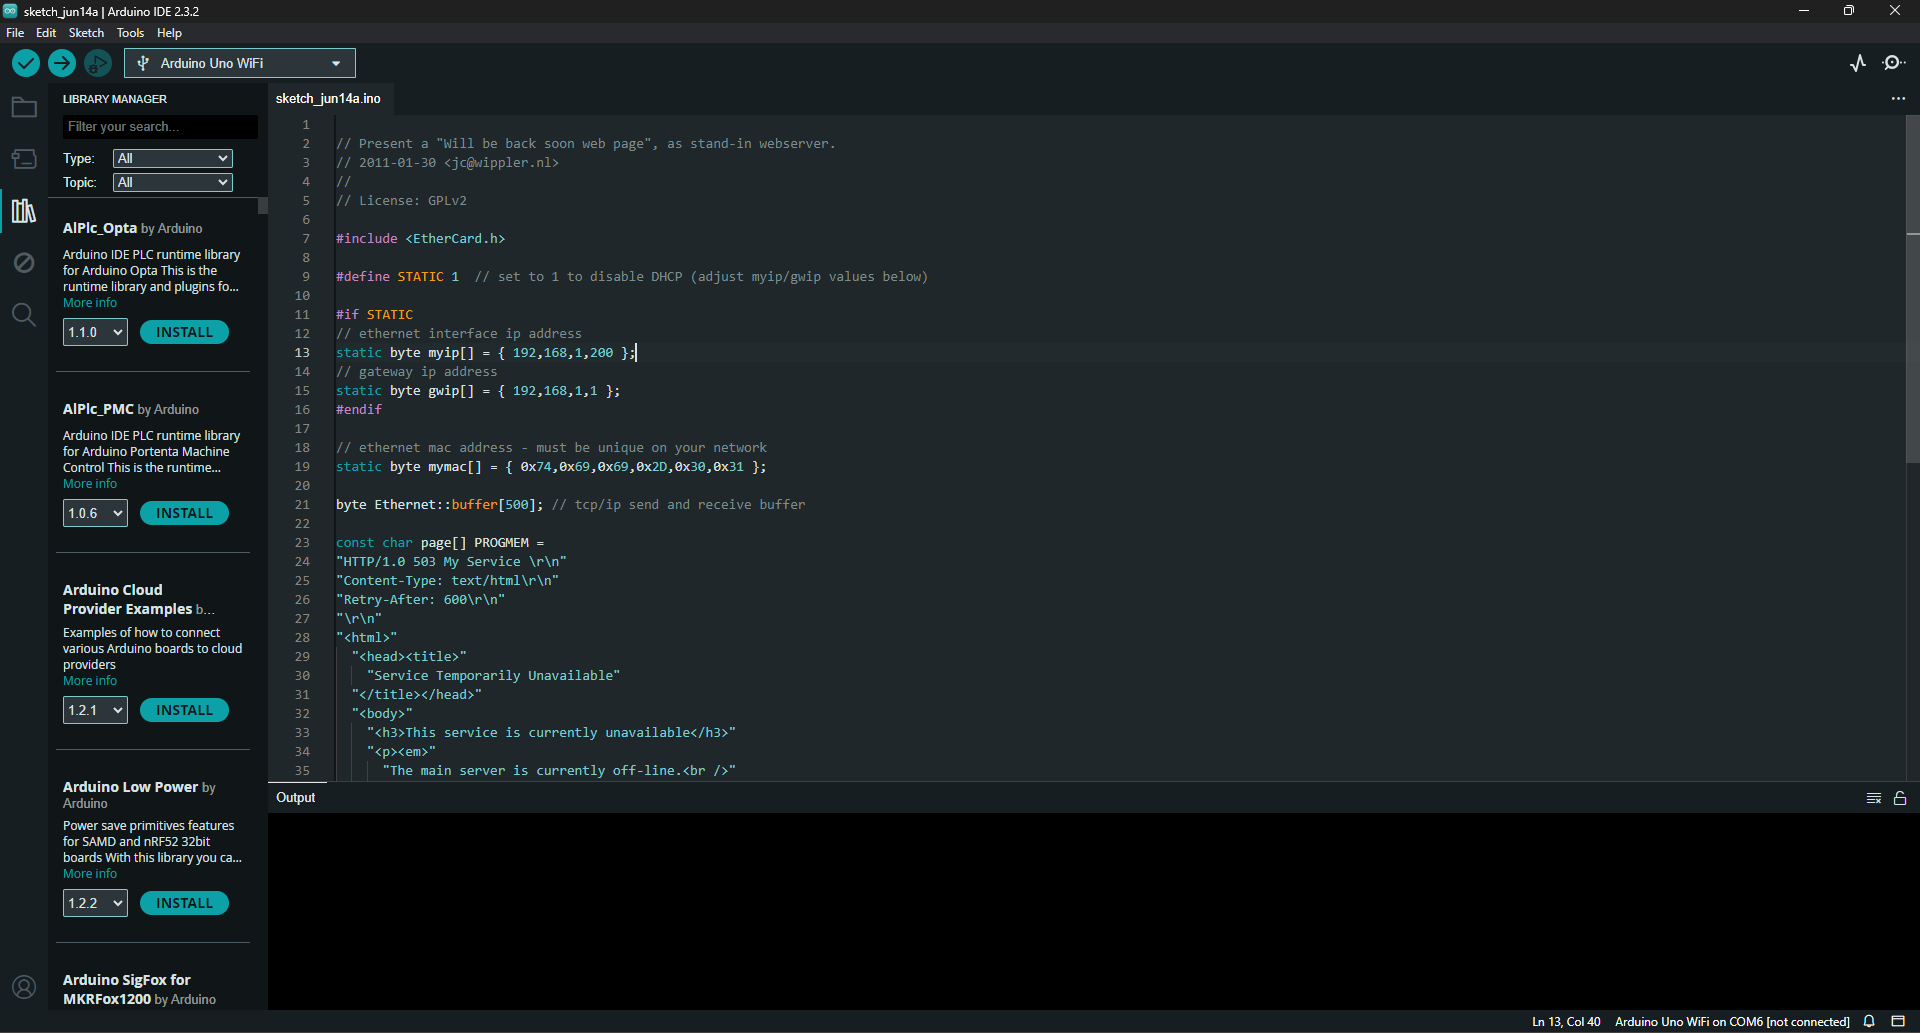 sketch_jun14a | Arduino IDE 2.3.2
File Edit Sketch Tools Help
Arduino Uno WiFi
LIBRARY MANAGER
Filter your search...
Type: All
Topic: All
AlPlc_Opta by Arduino
Arduino IDE PLC runtime library
for Arduino Opta This is the
runtime library and plugins fo...
More info
1.1.0 INSTALL
AlPlc_PMC by Arduino
Arduino IDE PLC runtime library
for Arduino Portenta Machine
Control This is the runtime...
More info
1.0.6 INSTALL
Arduino Cloud
Provider Examples b...
Examples of how to connect
various Arduino boards to cloud
providers
More info
1.2.1 INSTALL
Arduino Low Power by
Arduino
Power save primitives features
for SAMD and nRF52 32bit
boards With this library you ca...
More info
1.2.2 INSTALL
Arduino SigFox for
MKRFox1200 by Arduino
sketch_jun14a.ino
1
2 // Present a "Will be back soon web page", as stand-in webserver.
3 // 2011-01-30 <jc@wippler.nl>
4 //
5 // License: GPLv2
6
7 #include <EtherCard.h>
8
9 #define STATIC 1  // set to 1 to disable DHCP (adjust myip/gwip values below)
10
11 #if STATIC
12 // ethernet interface ip address
13 static byte myip[] = { 192,168,1,200 };
14 // gateway ip address
15 static byte gwip[] = { 192,168,1,1 };
16 #endif
17
18 // ethernet mac address - must be unique on your network
19 static byte mymac[] = { 0x74,0x69,0x69,0x2D,0x30,0x31 };
20
21 byte Ethernet::buffer[500]; // tcp/ip send and receive buffer
22
23 const char page[] PROGMEM =
24 "HTTP/1.0 503 My Service \r\n"
25 "Content-Type: text/html\r\n"
26 "Retry-After: 600\r\n"
27 "\r\n"
28 "<html>"
29 "<head><title>"
30 "Service Temporarily Unavailable"
31 "</title></head>"
32 "<body>"
33 "<h3>This service is currently unavailable</h3>"
34 "<p><em>"
35 "The main server is currently off-line.<br />"
Output
Ln 13, Col 40 Arduino Uno WiFi on COM6 [not connected]